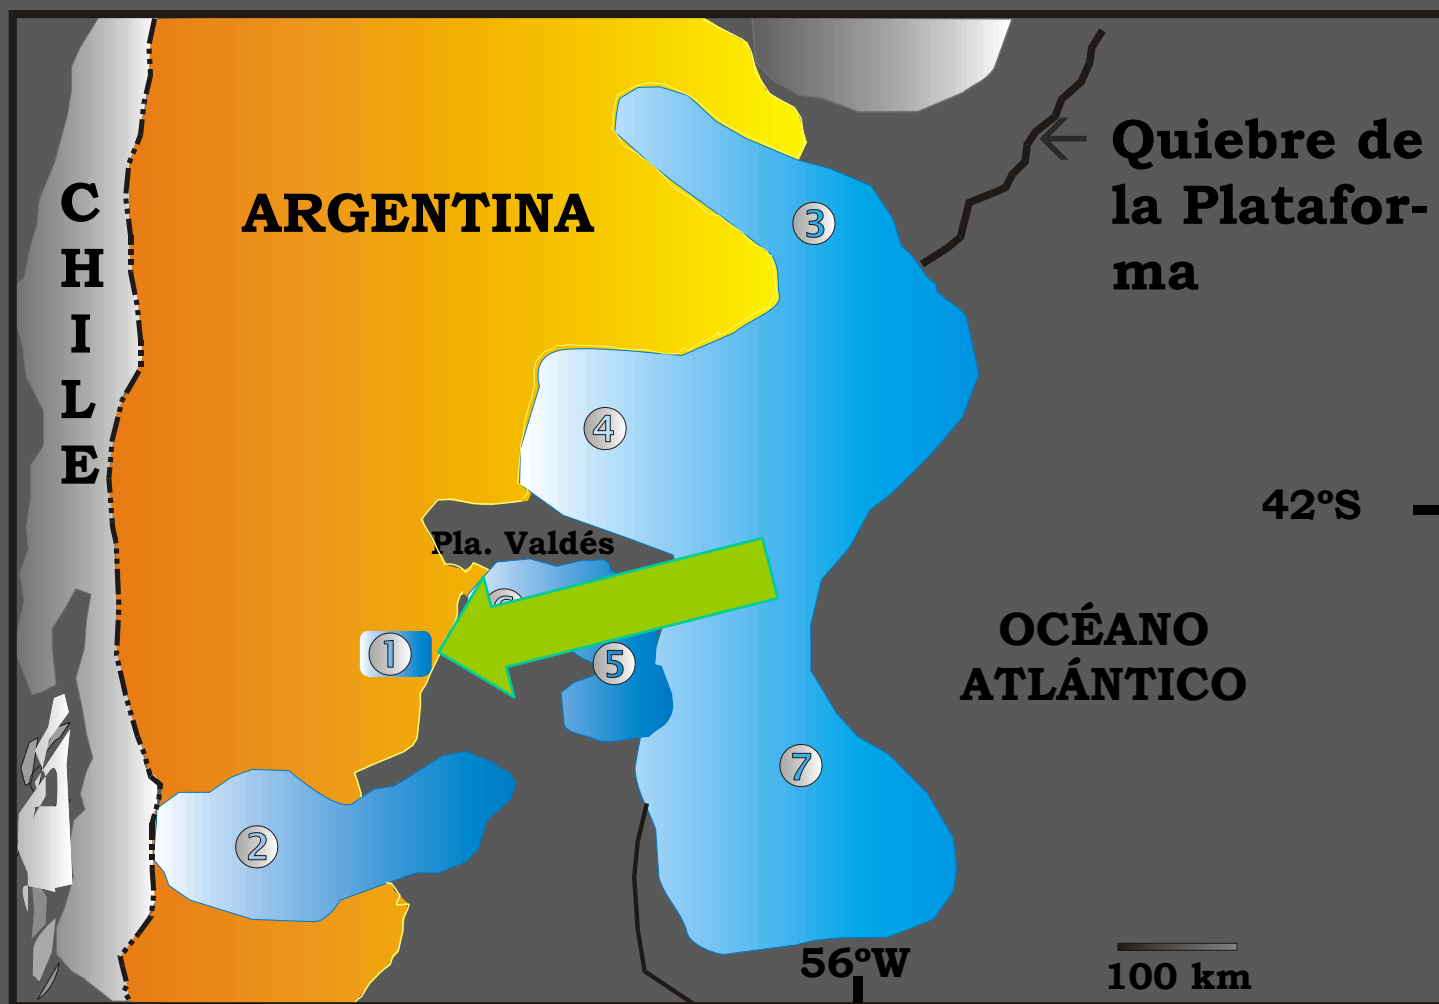 C
H
I
L
E
ARGENTINA
Quiebre de
la Platafor-
ma
3
4
42ºS
Pla. Valdés
1
5
OCÉANO
ATLÁNTICO
7
2
56ºW
100 km